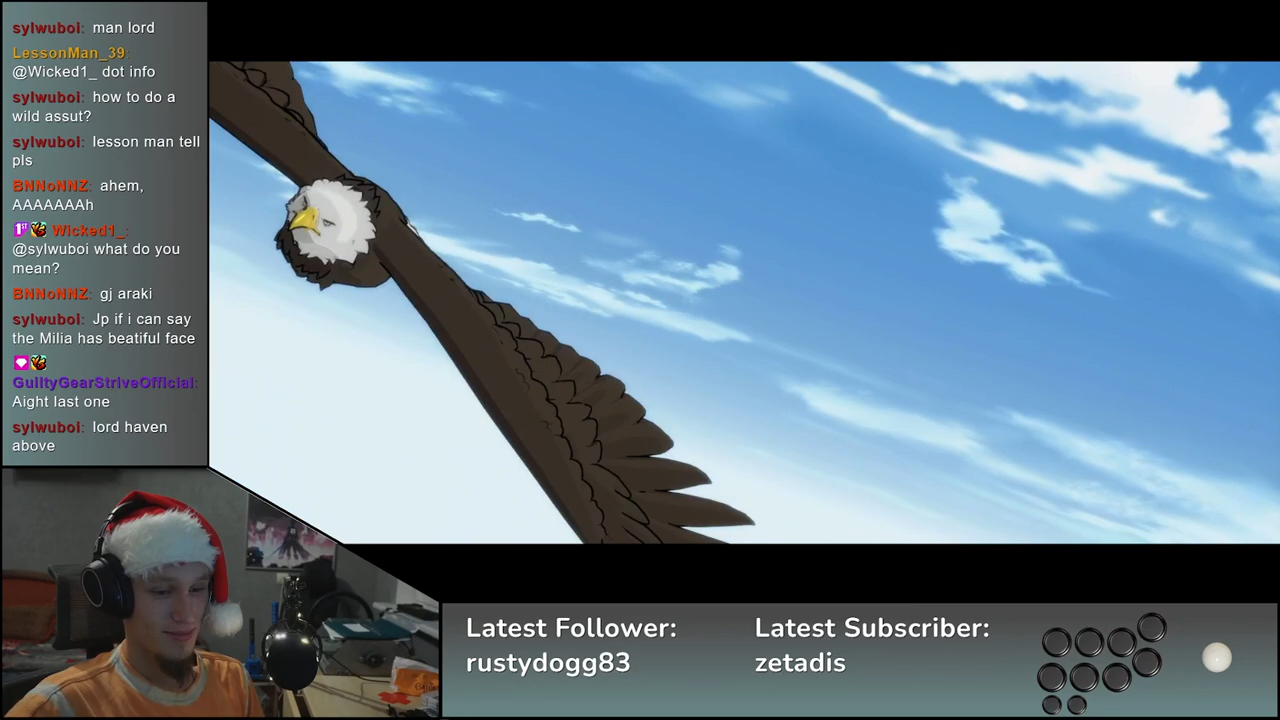 sylwuboi: man lord
LessonMan_39:
@Wicked1_ dot info
sylwuboi: how to do a
wild assut?
sylwuboi: lesson man tell
pls
BNNoNNZ: ahem,
AAAAAAAh
1ST Wicked1_:
@sylwuboi what do you
mean?
BNNoNNZ: gj araki
sylwuboi: Jp if i can say
the Milia has beatiful face
GuiltyGearStriveOfficial:
Aight last one
sylwuboi: lord haven
above
Latest Follower:
rustydogg83
Latest Subscriber:
zetadis